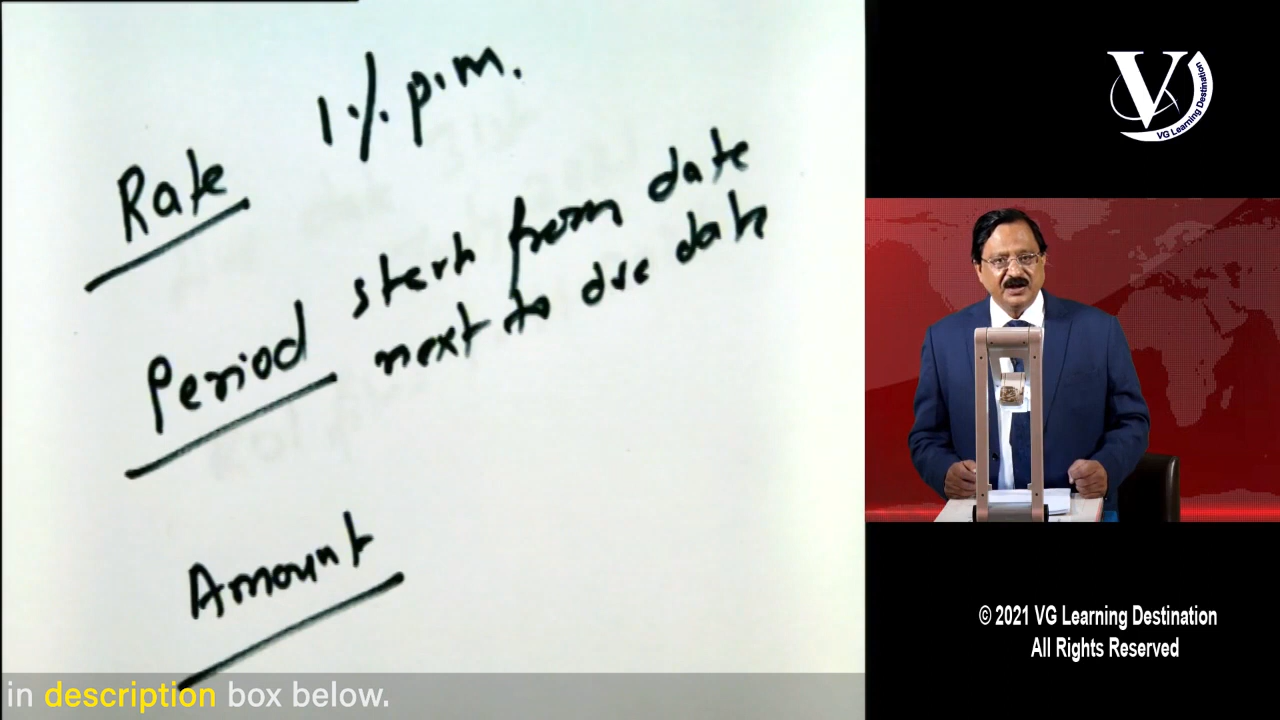 Rate 1% p.m.
Period start from date
next to due date
Amount
in description box below.
V
VG Learning Destination
© 2021 VG Learning Destination
All Rights Reserved